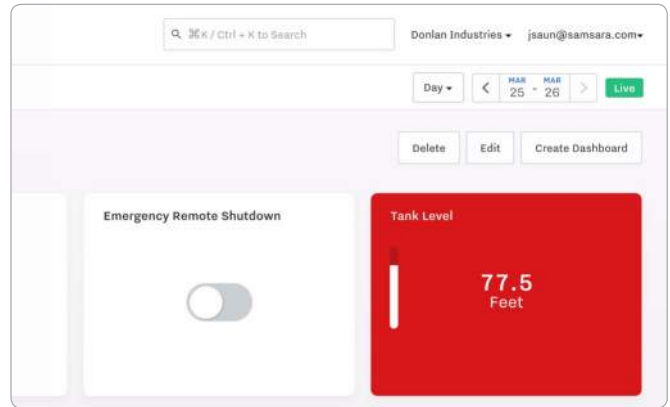 ⌘K / Ctrl + K to Search
Donlan Industries
jsaun@samsara.com
Day
MAR 25 - MAR 26
Live
Delete
Edit
Create Dashboard
Emergency Remote Shutdown
Tank Level
77.5
Feet